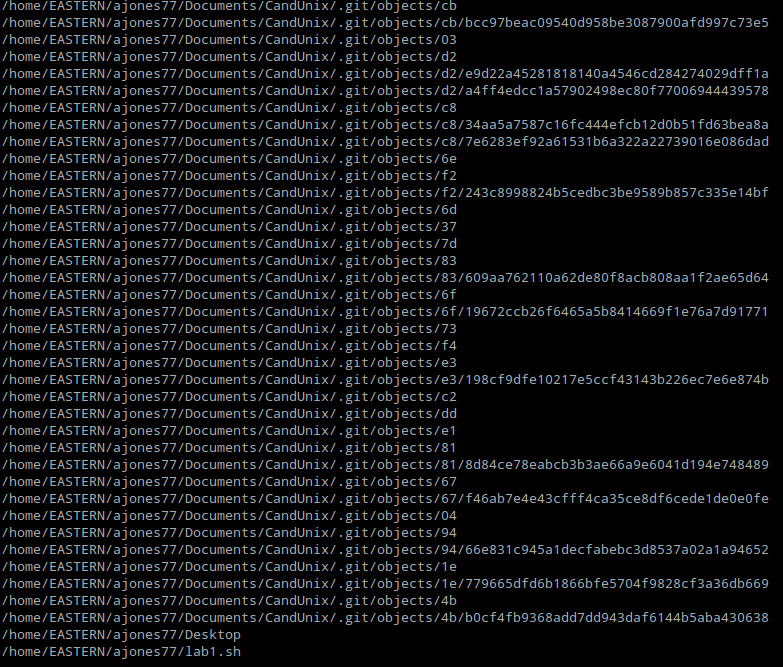 /home/EASTERN/ajones77/Documents/CandUnix/.git/objects/cb
/home/EASTERN/ajones77/Documents/CandUnix/.git/objects/cb/bcc97beac09540d958be3087900afd997c73e5
/home/EASTERN/ajones77/Documents/CandUnix/.git/objects/03
/home/EASTERN/ajones77/Documents/CandUnix/.git/objects/d2
/home/EASTERN/ajones77/Documents/CandUnix/.git/objects/d2/e9d22a45281818140a4546cd284274029dff1a
/home/EASTERN/ajones77/Documents/CandUnix/.git/objects/d2/a4ff4edcc1a57902498ec80f77006944439578
/home/EASTERN/ajones77/Documents/CandUnix/.git/objects/c8
/home/EASTERN/ajones77/Documents/CandUnix/.git/objects/c8/34aa5a7587c16fc444efcb12d0b51fd63bea8a
/home/EASTERN/ajones77/Documents/CandUnix/.git/objects/c8/7e6283ef92a61531b6a322a22739016e086dad
/home/EASTERN/ajones77/Documents/CandUnix/.git/objects/6e
/home/EASTERN/ajones77/Documents/CandUnix/.git/objects/f2
/home/EASTERN/ajones77/Documents/CandUnix/.git/objects/f2/243c8998824b5cedbc3be9589b857c335e14bf
/home/EASTERN/ajones77/Documents/CandUnix/.git/objects/6d
/home/EASTERN/ajones77/Documents/CandUnix/.git/objects/37
/home/EASTERN/ajones77/Documents/CandUnix/.git/objects/7d
/home/EASTERN/ajones77/Documents/CandUnix/.git/objects/83
/home/EASTERN/ajones77/Documents/CandUnix/.git/objects/83/609aa762110a62de80f8acb808aa1f2ae65d64
/home/EASTERN/ajones77/Documents/CandUnix/.git/objects/6f
/home/EASTERN/ajones77/Documents/CandUnix/.git/objects/6f/19672ccb26f6465a5b8414669f1e76a7d91771
/home/EASTERN/ajones77/Documents/CandUnix/.git/objects/73
/home/EASTERN/ajones77/Documents/CandUnix/.git/objects/f4
/home/EASTERN/ajones77/Documents/CandUnix/.git/objects/e3
/home/EASTERN/ajones77/Documents/CandUnix/.git/objects/e3/198cf9dfe10217e5ccf43143b226ec7e6e874b
/home/EASTERN/ajones77/Documents/CandUnix/.git/objects/c2
/home/EASTERN/ajones77/Documents/CandUnix/.git/objects/dd
/home/EASTERN/ajones77/Documents/CandUnix/.git/objects/e1
/home/EASTERN/ajones77/Documents/CandUnix/.git/objects/81
/home/EASTERN/ajones77/Documents/CandUnix/.git/objects/81/8d84ce78eabcb3b3ae66a9e6041d194e748489
/home/EASTERN/ajones77/Documents/CandUnix/.git/objects/67
/home/EASTERN/ajones77/Documents/CandUnix/.git/objects/67/f46ab7e4e43cfff4ca35ce8df6cede1de0e0fe
/home/EASTERN/ajones77/Documents/CandUnix/.git/objects/04
/home/EASTERN/ajones77/Documents/CandUnix/.git/objects/94
/home/EASTERN/ajones77/Documents/CandUnix/.git/objects/94/66e831c945a1decfabebc3d8537a02a1a94652
/home/EASTERN/ajones77/Documents/CandUnix/.git/objects/1e
/home/EASTERN/ajones77/Documents/CandUnix/.git/objects/1e/779665dfd6b1866bfe5704f9828cf3a36db669
/home/EASTERN/ajones77/Documents/CandUnix/.git/objects/4b
/home/EASTERN/ajones77/Documents/CandUnix/.git/objects/4b/b0cf4fb9368add7dd943daf6144b5aba430638
/home/EASTERN/ajones77/Desktop
/home/EASTERN/ajones77/lab1.sh